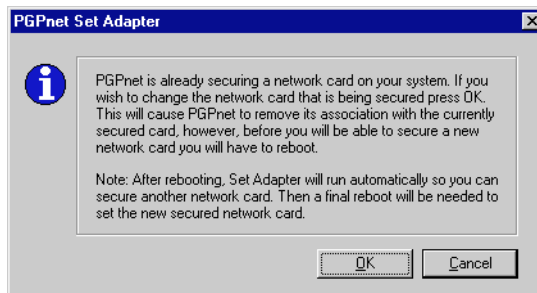 PGPnet Set Adapter
PGPnet is already securing a network card on your system. If you
wish to change the network card that is being secured press OK.
This will cause PGPnet to remove its association with the currently
secured card, however, before you will be able to secure a new
network card you will have to reboot.
Note: After rebooting, Set Adapter will run automatically so you can
secure another network card. Then a final reboot will be needed to
set the new secured network card.
OK
Cancel